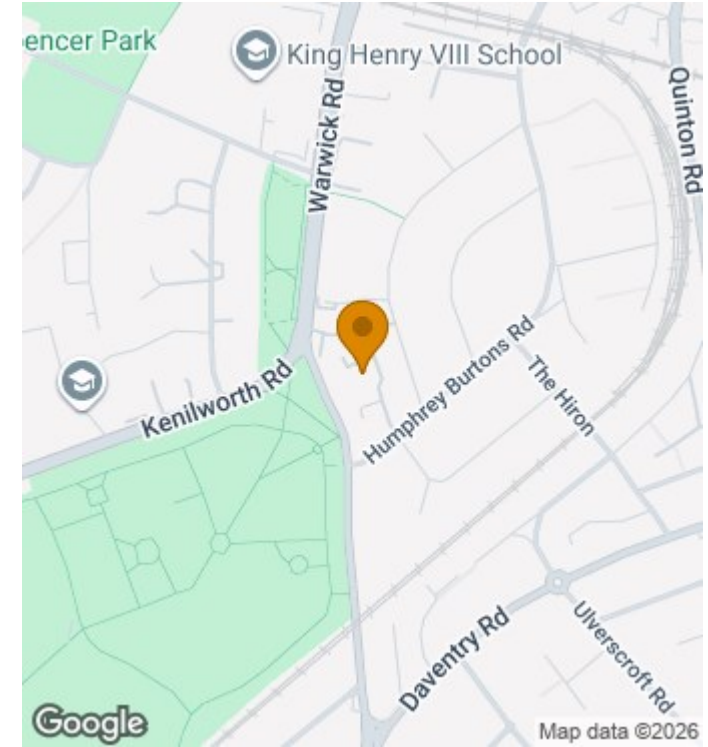 encer Park
King Henry VIII School
Warwick Rd
Quinton Rd
Kenilworth Rd
Humphrey Burtons Rd
The Hiron
Daventry Rd
Ulverscroft Rd
Google
Map data ©2026